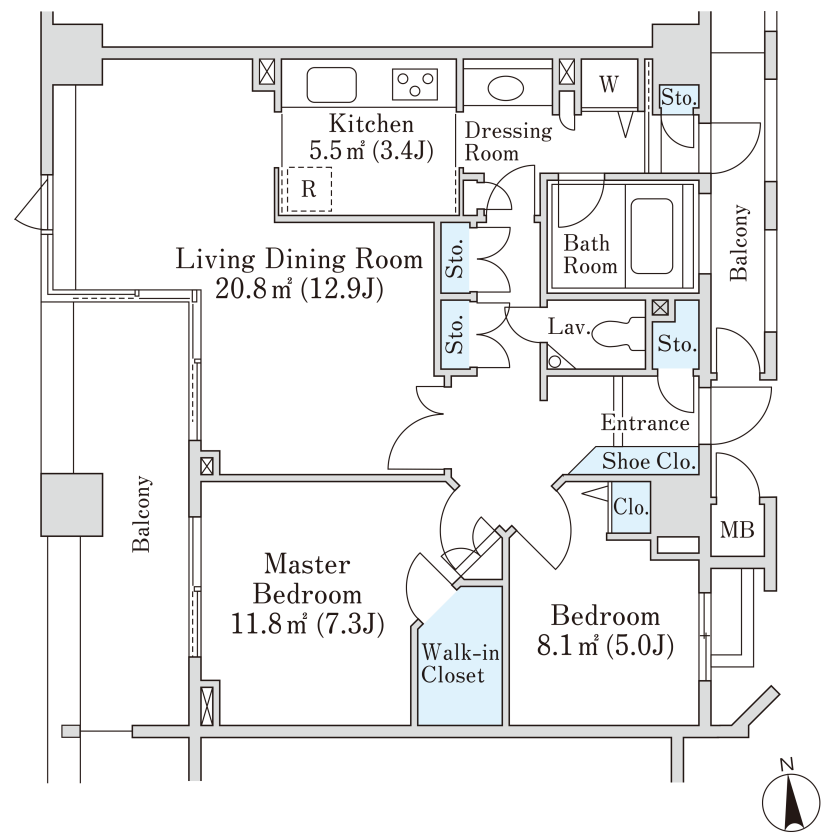 W
Sto.
Kitchen
5.5㎡ (3.4J)
Dressing
Room
R
Balcony
Bath
Room
Sto.
Living Dining Room
20.8㎡ (12.9J)
Sto.
Lav.
Sto.
Entrance
Shoe Clo.
Balcony
Clo.
MB
Master
Bedroom
11.8㎡ (7.3J)
Bedroom
8.1㎡ (5.0J)
Walk-in
Closet
N